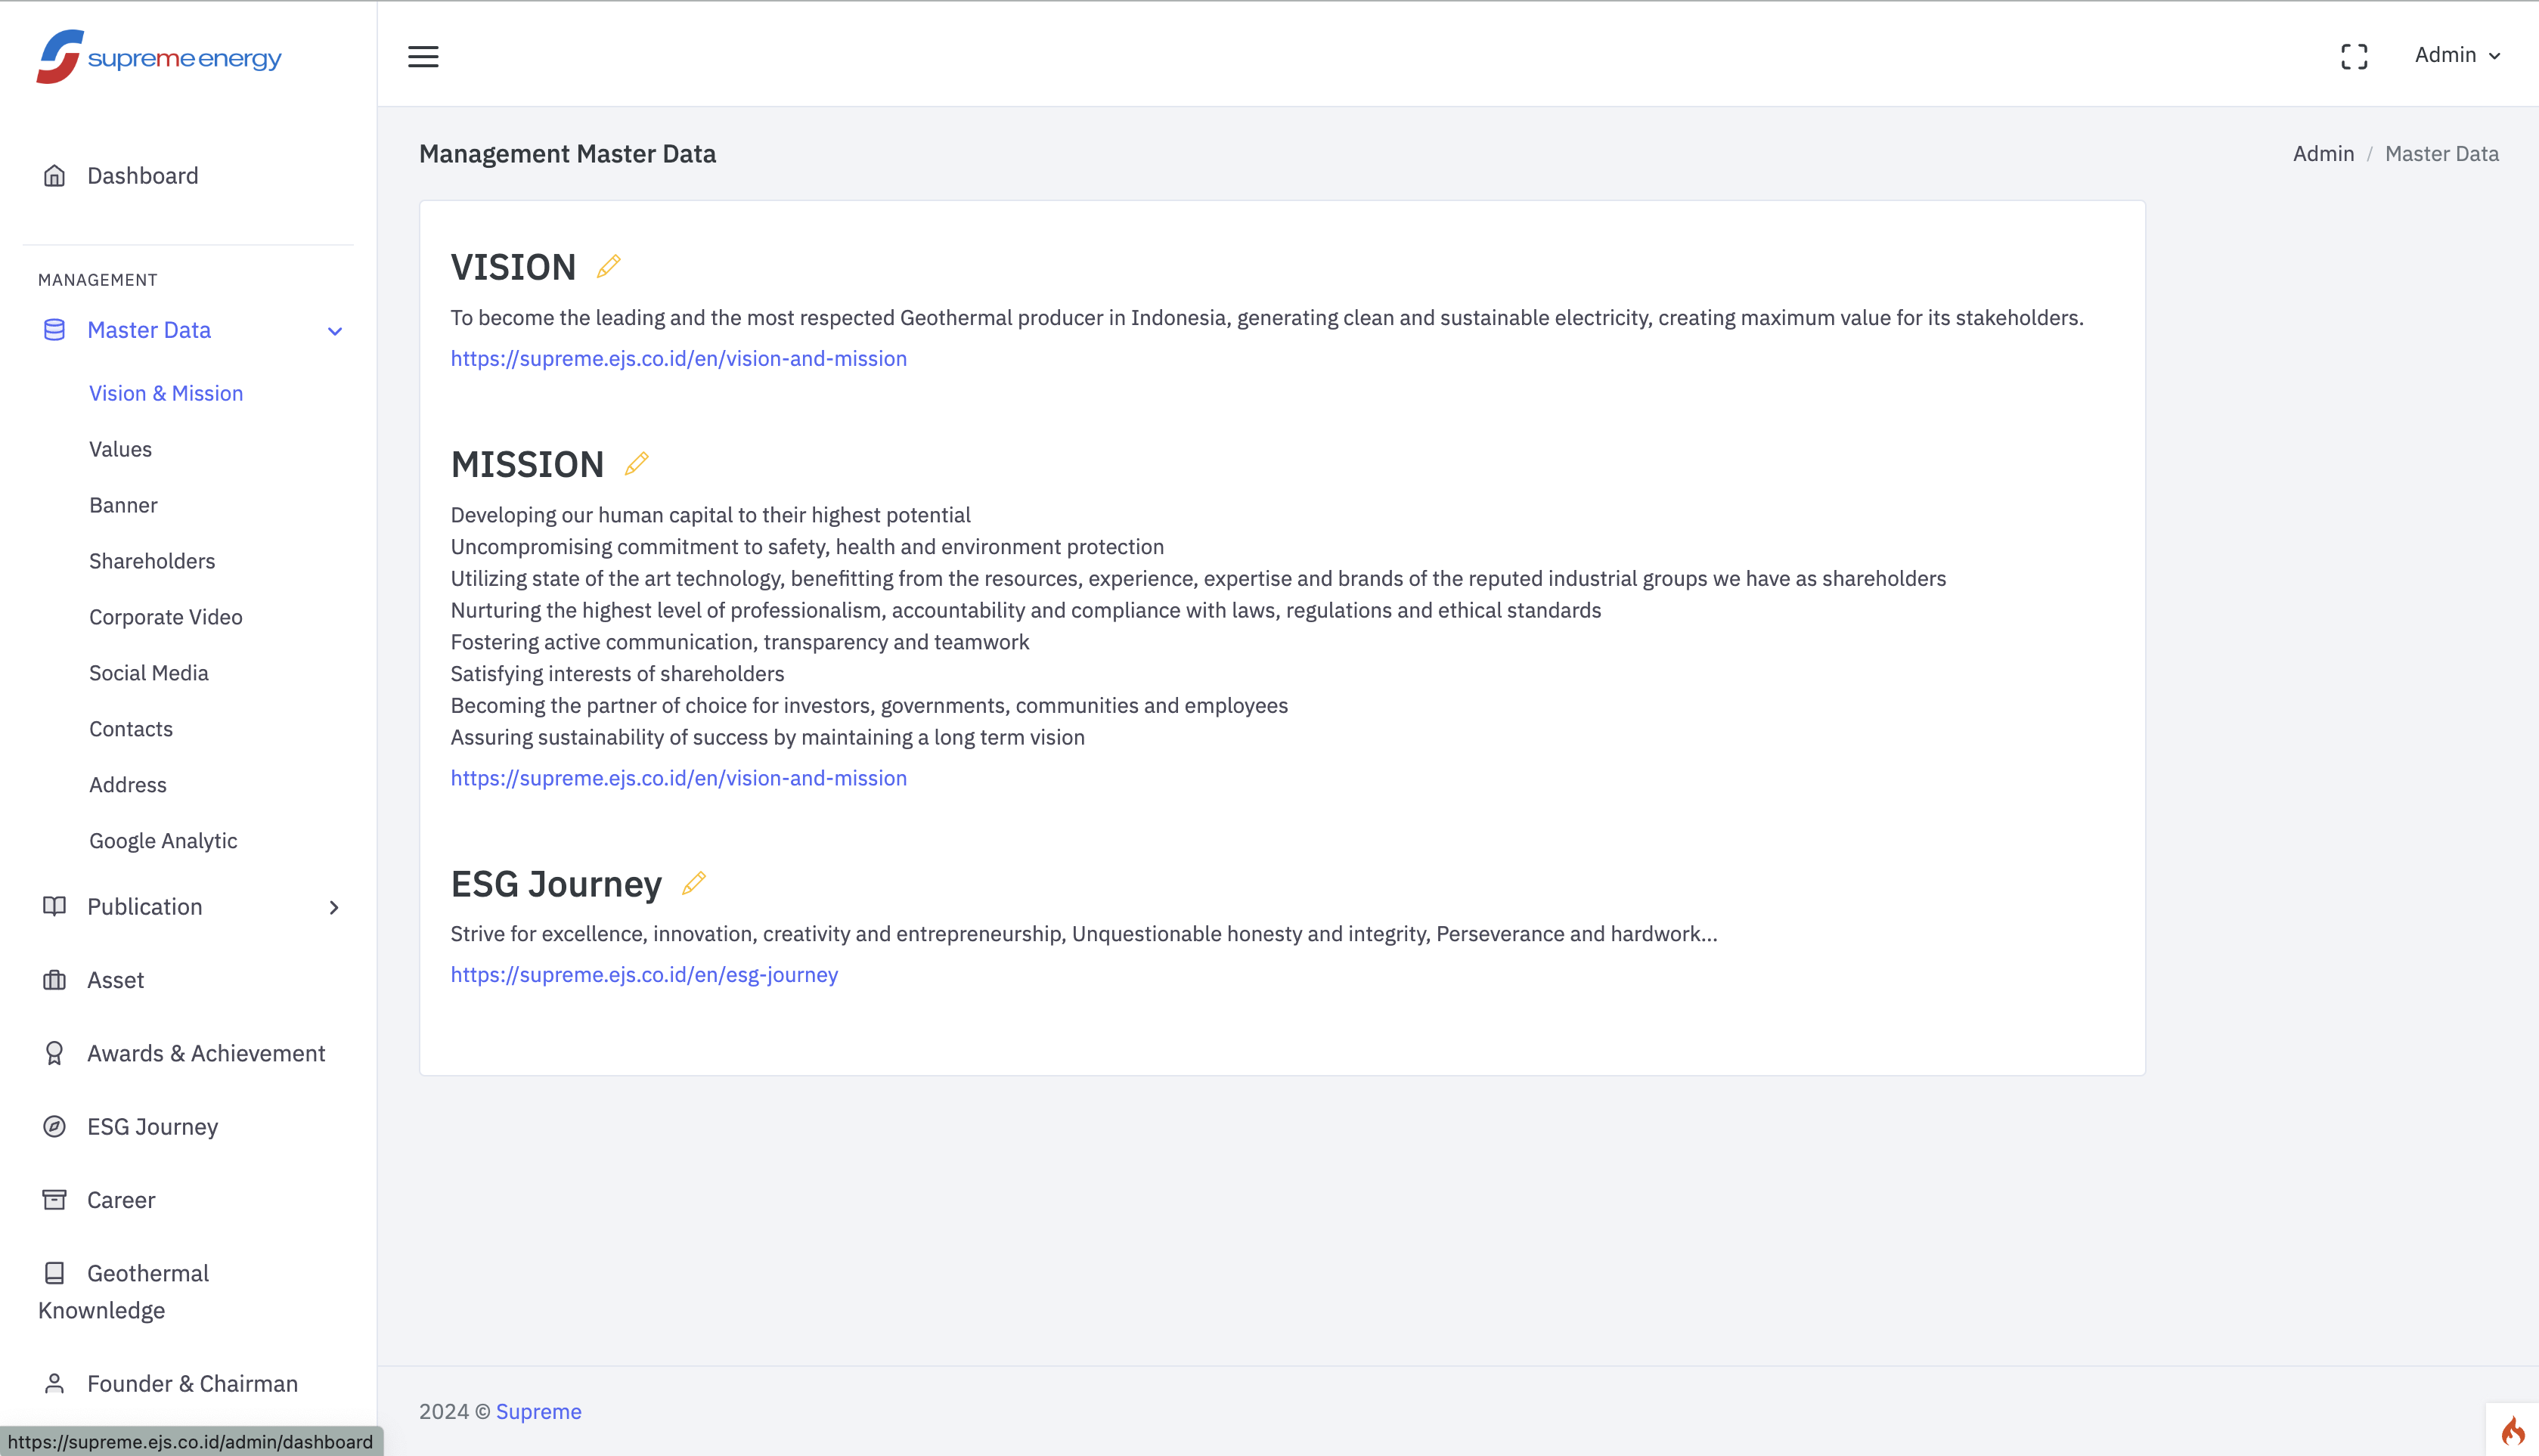 supreme energy
Admin
Dashboard
MANAGEMENT
Master Data
Vision & Mission
Values
Banner
Shareholders
Corporate Video
Social Media
Contacts
Address
Google Analytic
Publication
Asset
Awards & Achievement
ESG Journey
Career
Geothermal
Knownledge
Founder & Chairman
Management Master Data
Admin / Master Data
VISION
To become the leading and the most respected Geothermal producer in Indonesia, generating clean and sustainable electricity, creating maximum value for its stakeholders.
https://supreme.ejs.co.id/en/vision-and-mission
MISSION
Developing our human capital to their highest potential
Uncompromising commitment to safety, health and environment protection
Utilizing state of the art technology, benefitting from the resources, experience, expertise and brands of the reputed industrial groups we have as shareholders
Nurturing the highest level of professionalism, accountability and compliance with laws, regulations and ethical standards
Fostering active communication, transparency and teamwork
Satisfying interests of shareholders
Becoming the partner of choice for investors, governments, communities and employees
Assuring sustainability of success by maintaining a long term vision
https://supreme.ejs.co.id/en/vision-and-mission
ESG Journey
Strive for excellence, innovation, creativity and entrepreneurship, Unquestionable honesty and integrity, Perseverance and hardwork...
https://supreme.ejs.co.id/en/esg-journey
2024 © Supreme
https://supreme.ejs.co.id/admin/dashboard